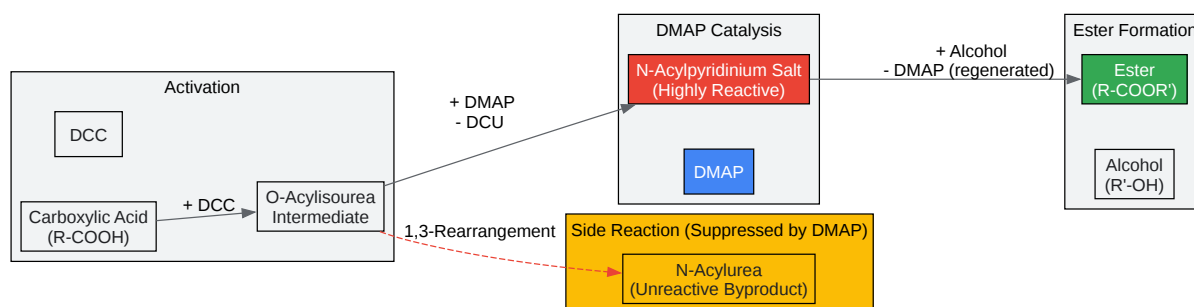 Activation
DCC
Carboxylic Acid
(R-COOH)
+ DCC
O-Acylisourea
Intermediate
+ DMAP
- DCU
1,3-Rearrangement
DMAP Catalysis
N-Acylpyridinium Salt
(Highly Reactive)
DMAP
Side Reaction (Suppressed by DMAP)
N-Acylurea
(Unreactive Byproduct)
+ Alcohol
- DMAP (regenerated)
Ester Formation
Ester
(R-COOR')
Alcohol
(R'-OH)